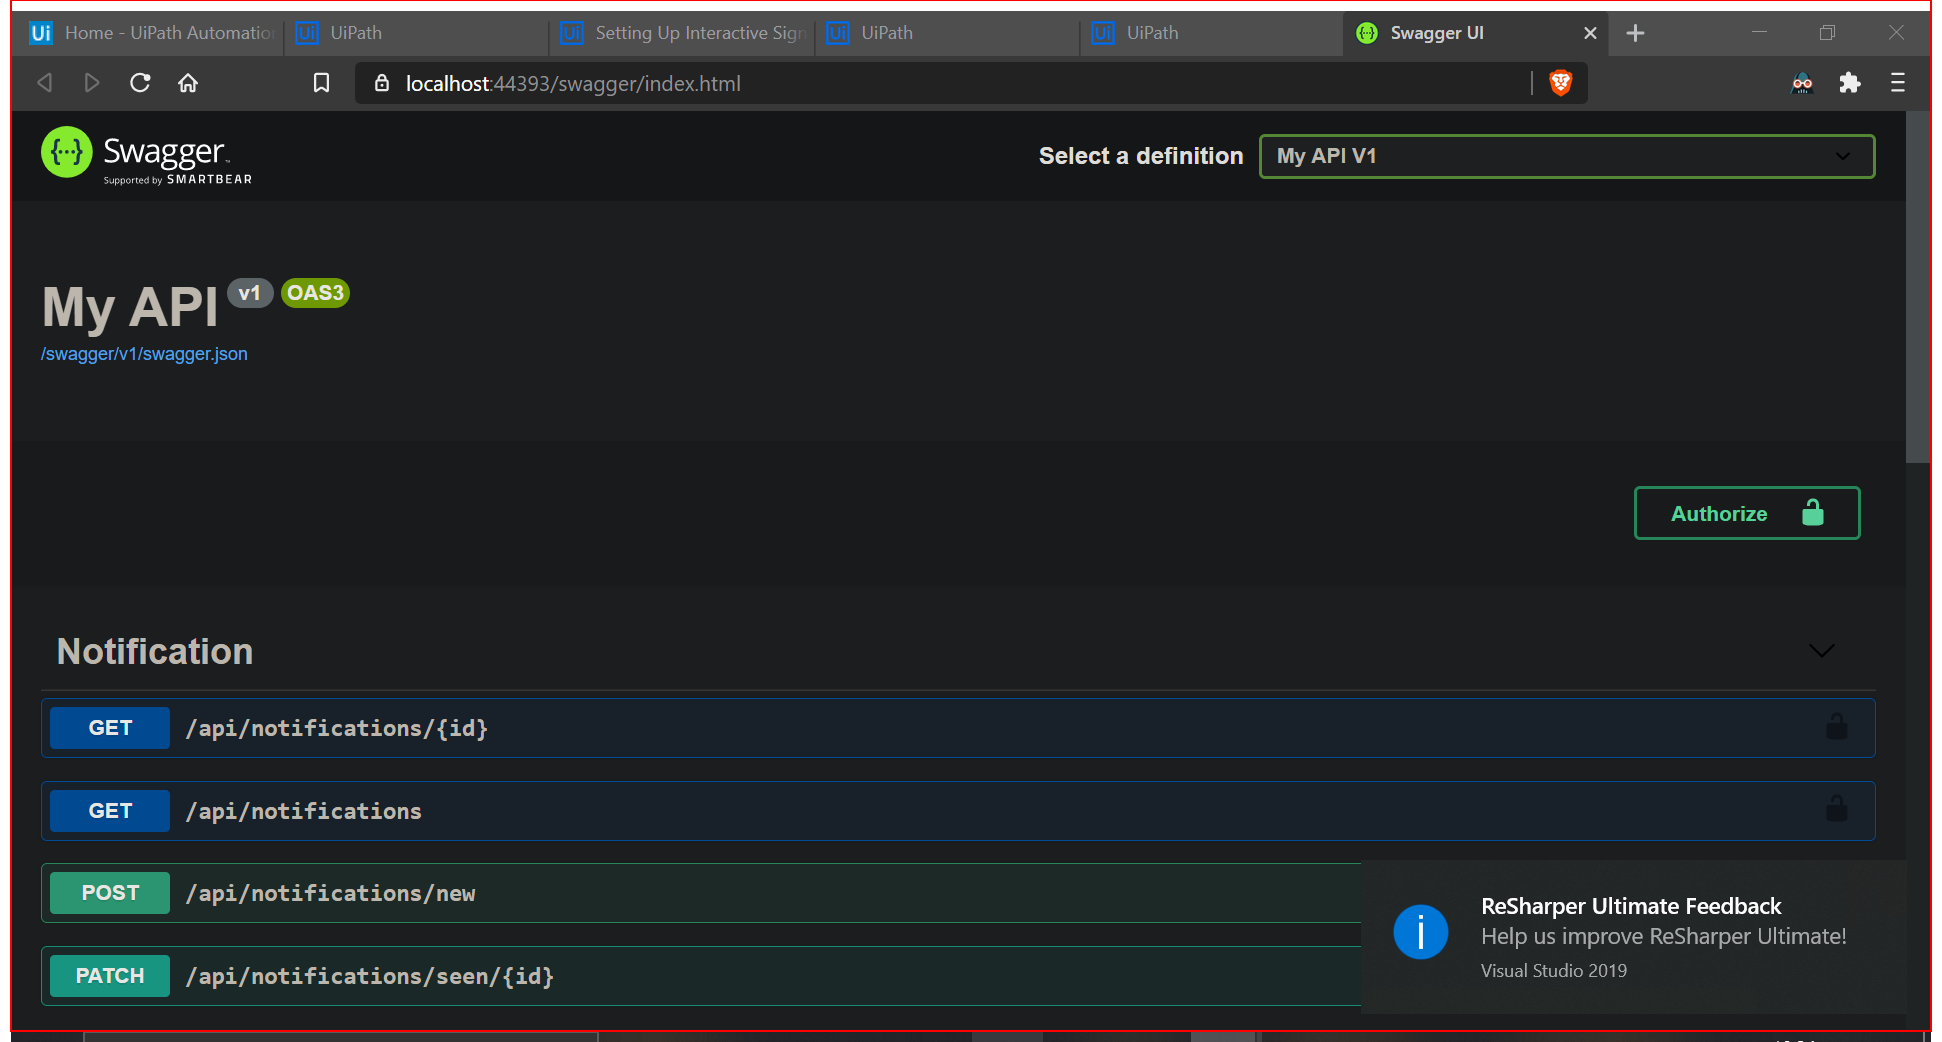 Ui Home - UiPath Automation
Ui UiPath
Ui Setting Up Interactive Sign
Ui UiPath
Ui UiPath
Swagger UI
localhost:44393/swagger/index.html
Swagger
Supported by SMARTBEAR
Select a definition
My API V1
My API v1 OAS3
/swagger/v1/swagger.json
Authorize
Notification
GET /api/notifications/{id}
GET /api/notifications
POST /api/notifications/new
PATCH /api/notifications/seen/{id}
ReSharper Ultimate Feedback
Help us improve ReSharper Ultimate!
Visual Studio 2019